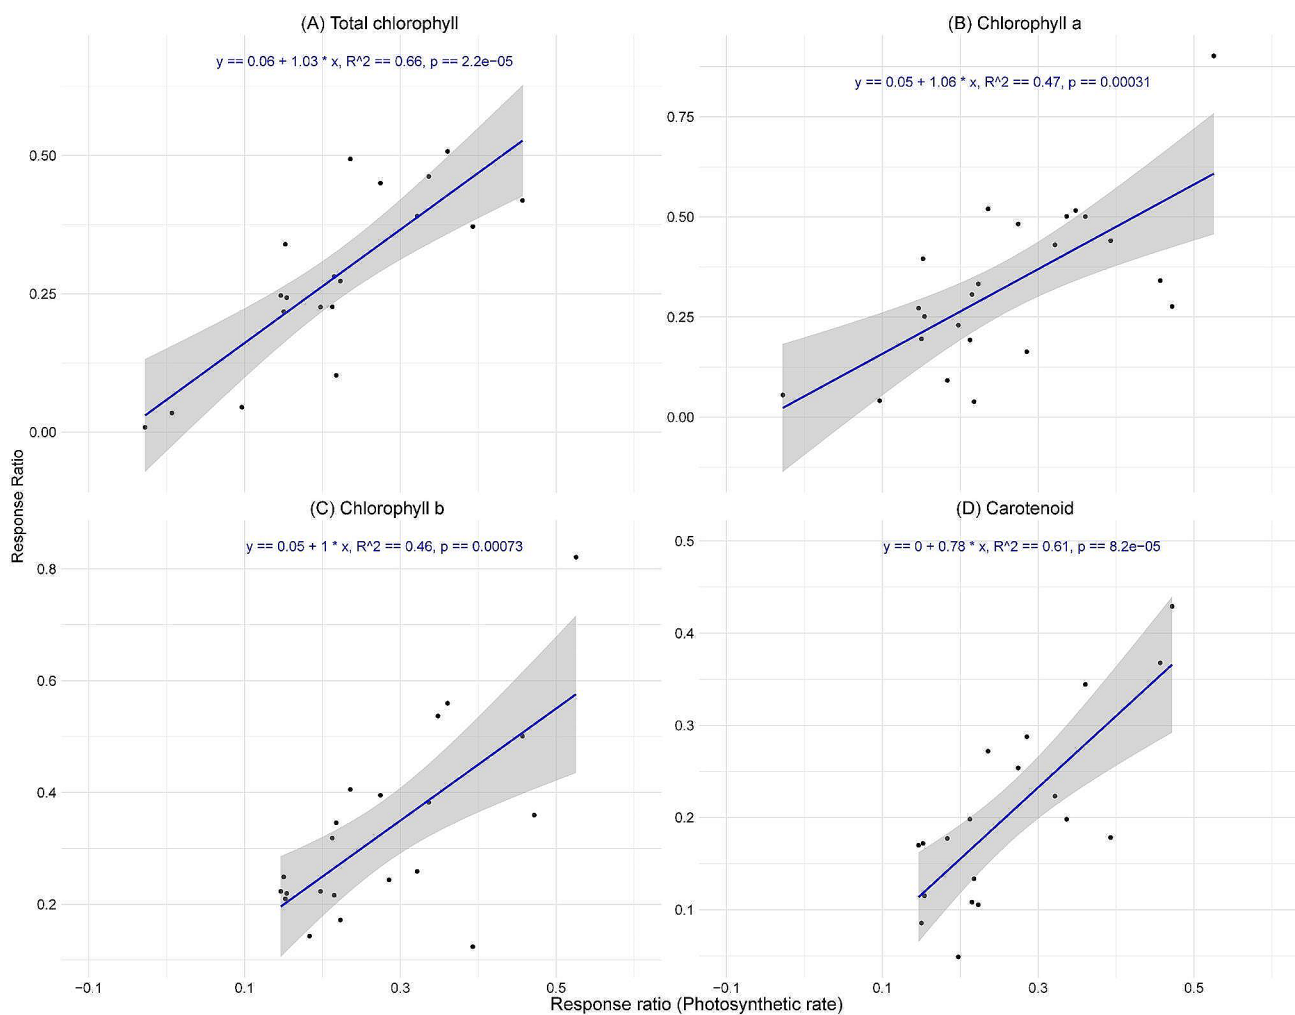 (A) Total chlorophyll
y == 0.06 + 1.03 * x, R^2 == 0.66, p == 2.2e−05
0.50
0.25
0.00
(B) Chlorophyll a
y == 0.05 + 1.06 * x, R^2 == 0.47, p == 0.00031
0.75
0.50
0.25
0.00
Response Ratio
(C) Chlorophyll b
y == 0.05 + 1 * x, R^2 == 0.46, p == 0.00073
0.8
0.6
0.4
0.2
−0.1 0.1 0.3 0.5
(D) Carotenoid
y == 0 + 0.78 * x, R^2 == 0.61, p == 8.2e−05
0.5
0.4
0.3
0.2
0.1
−0.1 0.1 0.3 0.5
Response ratio (Photosynthetic rate)